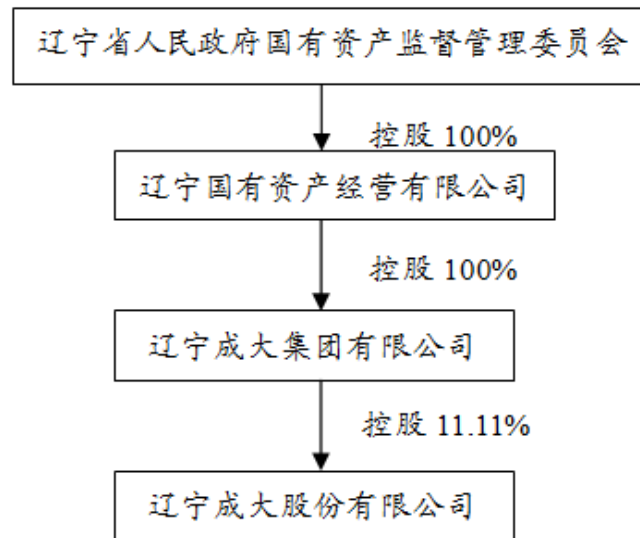 辽宁省人民政府国有资产监督管理委员会
控股 100%
辽宁国有资产经营有限公司
控股 100%
辽宁成大集团有限公司
控股 11.11%
辽宁成大股份有限公司